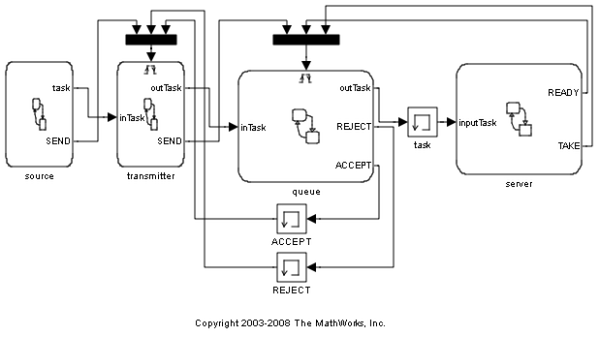 task
SEND
source
inTask
outTask
SEND
transmitter
inTask
outTask
REJECT
ACCEPT
queue
task
inputTask
READY
TAKE
server
ACCEPT
REJECT
Copyright 2003-2008 The MathWorks, Inc.